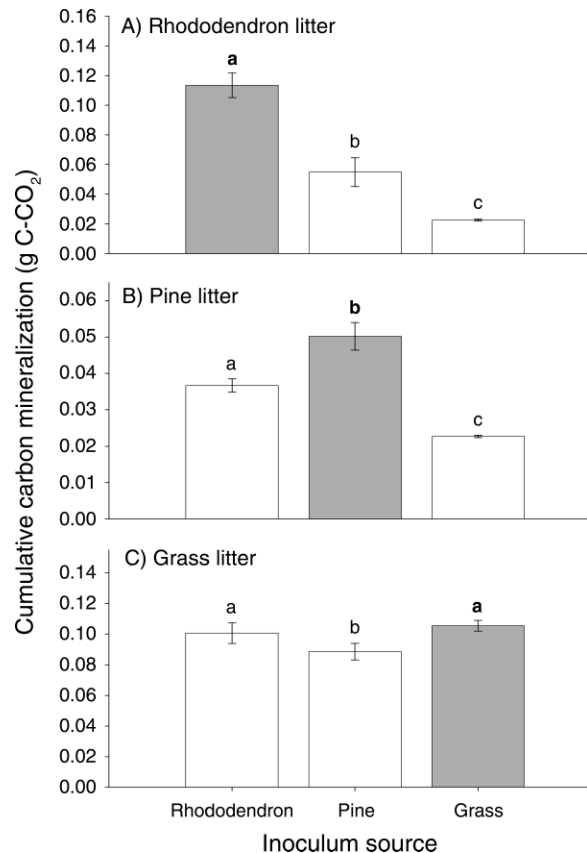 Cumulative carbon mineralization (g C-CO₂)
A) Rhododendron litter
0.16
0.14
0.12
0.10
0.08
0.06
0.04
0.02
0.00
a
b
c
B) Pine litter
0.06
0.05
0.04
0.03
0.02
0.01
0.00
a
b
c
C) Grass litter
0.14
0.12
0.10
0.08
0.06
0.04
0.02
0.00
a
b
a
Rhododendron Pine Grass
Inoculum source